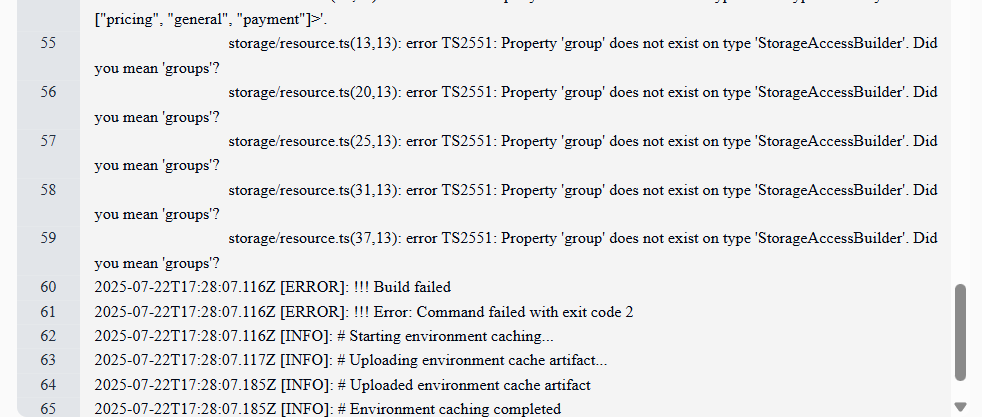 ["pricing", "general", "payment"]>'.
55 storage/resource.ts(13,13): error TS2551: Property 'group' does not exist on type 'StorageAccessBuilder'. Did
you mean 'groups'?
56 storage/resource.ts(20,13): error TS2551: Property 'group' does not exist on type 'StorageAccessBuilder'. Did
you mean 'groups'?
57 storage/resource.ts(25,13): error TS2551: Property 'group' does not exist on type 'StorageAccessBuilder'. Did
you mean 'groups'?
58 storage/resource.ts(31,13): error TS2551: Property 'group' does not exist on type 'StorageAccessBuilder'. Did
you mean 'groups'?
59 storage/resource.ts(37,13): error TS2551: Property 'group' does not exist on type 'StorageAccessBuilder'. Did
you mean 'groups'?
60 2025-07-22T17:28:07.116Z [ERROR]: !!! Build failed
61 2025-07-22T17:28:07.116Z [ERROR]: !!! Error: Command failed with exit code 2
62 2025-07-22T17:28:07.116Z [INFO]: # Starting environment caching...
63 2025-07-22T17:28:07.117Z [INFO]: # Uploading environment cache artifact...
64 2025-07-22T17:28:07.185Z [INFO]: # Uploaded environment cache artifact
65 2025-07-22T17:28:07.185Z [INFO]: # Environment caching completed